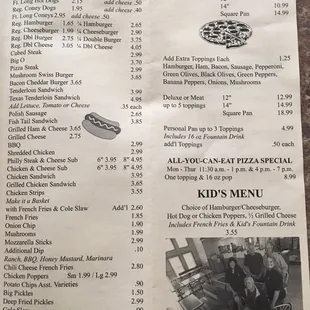 Ft. Long Hot Dogs 2.15 add cheese .50
Reg. Coney Dogs 1.95 add cheese .40
Ft. Long Coneys 2.95 add cheese .50
Reg. Hamburger 1.65 ¼ Hamburger 2.65
Reg. Cheeseburger 1.99 ¼ Cheeseburger
Reg. Dbl Burger 2.75 ¼ Double Burger
Reg. Dbl Cheese 3.05 ¼ Dbl Cheese
Cubed Steak 2.99
Big O 3.70
Pizza Steak 2.99
Mushroom Swiss Burger 3.65
Bacon Cheddar Burger 3.65
Tenderloin Sandwich 3.99
Texas Tenderloin Sandwich 4.95
Add Lettuce, Tomato or Cheese .35 each
Polish Sausage 2.65
Fish Tail Sandwich 3.85
Grilled Ham & Cheese 3.65
Grilled Cheese 2.75
BBQ 2.99
Shredded Chicken 2.99
Philly Steak & Cheese Sub 6" 3.95 8" 4.95
Chicken & Cheese Sub 6" 3.95 8" 4.95
Chicken Sandwich 3.95
Grilled Chicken Sandwich 3.95
Chicken Strips 3.65
Make it a Basket
with French Fries & Cole Slaw Add'l 2.60
French Fries 1.85
Onion Chip 1.90
Mushrooms 1.99
Mozzarella Sticks 2.99
Additional Dip .10
Ranch, BBQ, Honey Mustard, Marinara
Chili Cheese French Fries 2.80
Chicken Poppers Sm 1.99 / Lg 2.99
Potato Chips Asst. Varieties .90
Big Pickles 1.50
Deep Fried Pickles 2.99
14" 10.99
Square Pan 14.99
Add Extra Toppings Each 1.25
Hamburger, Ham, Bacon, Sausage, Pepperoni,
Green Olives, Black Olives, Green Peppers,
Banana Peppers, Onions, Mushrooms
Deluxe or Meat 12" 12.99
up to 5 toppings 14" 14.99
Square Pan 18.99
Personal Pan up to 3 Toppings 4.99
Includes 16 oz Fountain Drink
add'l Toppings .50 each
ALL-YOU-CAN-EAT PIZZA SPECIAL
Mon - Thur 11:30 a.m. - 1 p.m. & 4 p.m. - 7 p.m.
One topping & 16 oz pop 8.99
KID'S MENU
Choice of Hamburger/Cheeseburger,
Hot Dog or Chicken Poppers, ½ Grilled Cheese
Includes French Fries & Kid's Fountain Drink
3.55